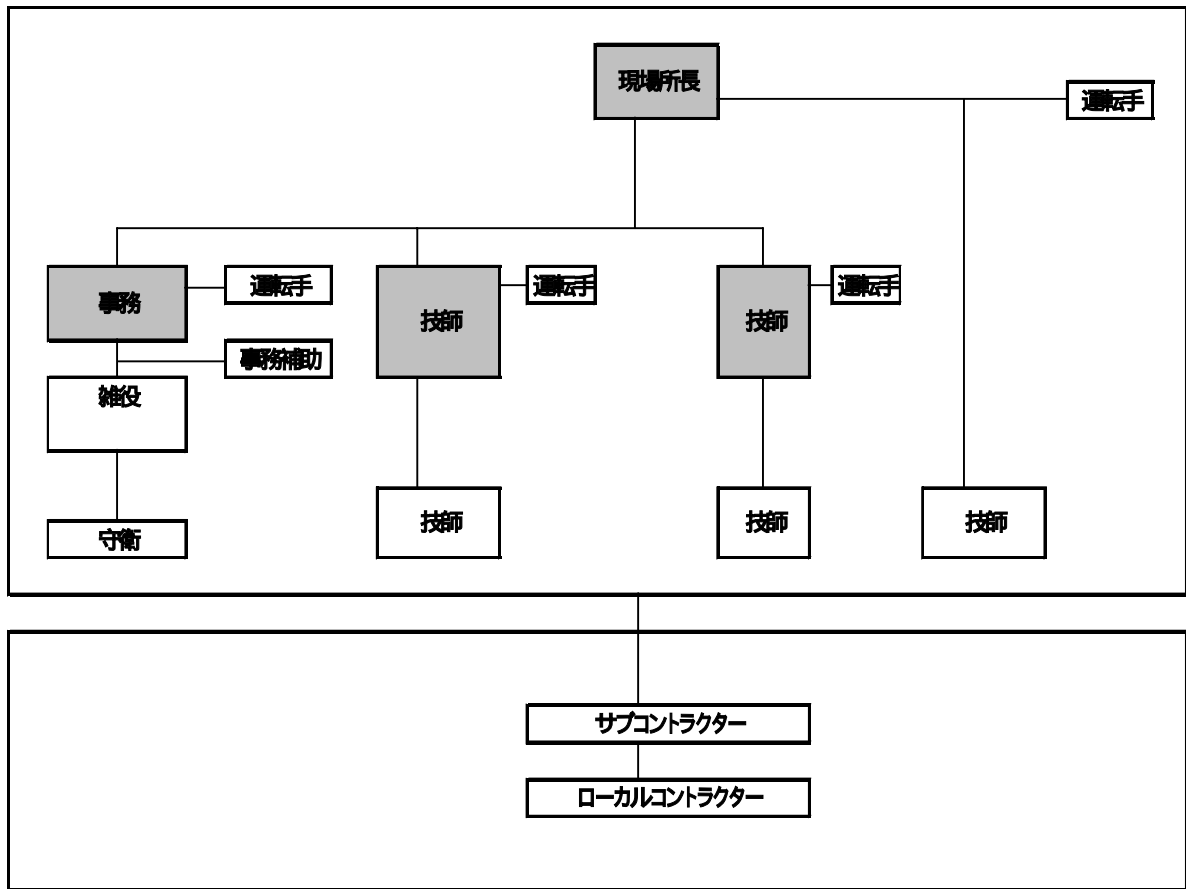 現場所長
運転手
事務
運転手
技師
運転手
技師
運転手
事務補助
雑役
技師
技師
技師
守衛
サブコントラクター
ローカルコントラクター